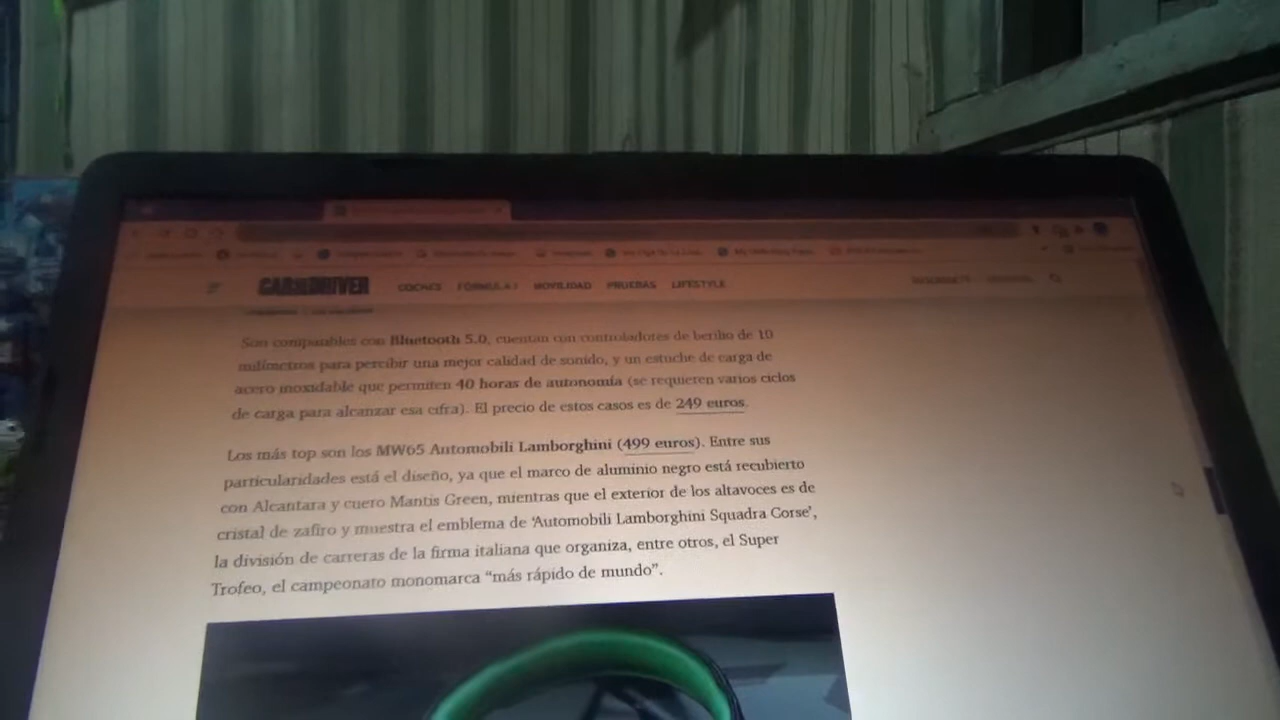 CAR AND DRIVER
COCHES FÓRMULA 1 MOVILIDAD PRUEBAS LIFESTYLE
Son compatibles con Bluetooth 5.0, cuentan con controladores de berilio de 10
milímetros para percibir una mejor calidad de sonido, y un estuche de carga de
acero inoxidable que permiten 40 horas de autonomía (se requieren varios ciclos
de carga para alcanzar esa cifra). El precio de estos casos es de 249 euros.
Los más top son los MW65 Automobili Lamborghini (499 euros). Entre sus
particularidades está el diseño, ya que el marco de aluminio negro está recubierto
con Alcantara y cuero Mantis Green, mientras que el exterior de los altavoces es de
cristal de zafiro y muestra el emblema de ‘Automobili Lamborghini Squadra Corse’,
la división de carreras de la firma italiana que organiza, entre otros, el Super
Trofeo, el campeonato monomarca “más rápido de mundo”.